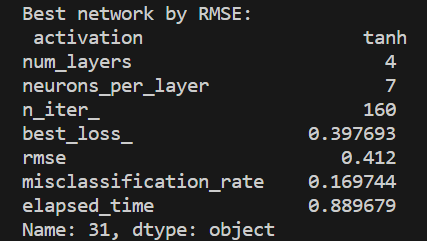 Best network by RMSE:
activation tanh
num_layers 4
neurons_per_layer 7
n_iter_ 160
best_loss_ 0.397693
rmse 0.412
misclassification_rate 0.169744
elapsed_time 0.889679
Name: 31, dtype: object